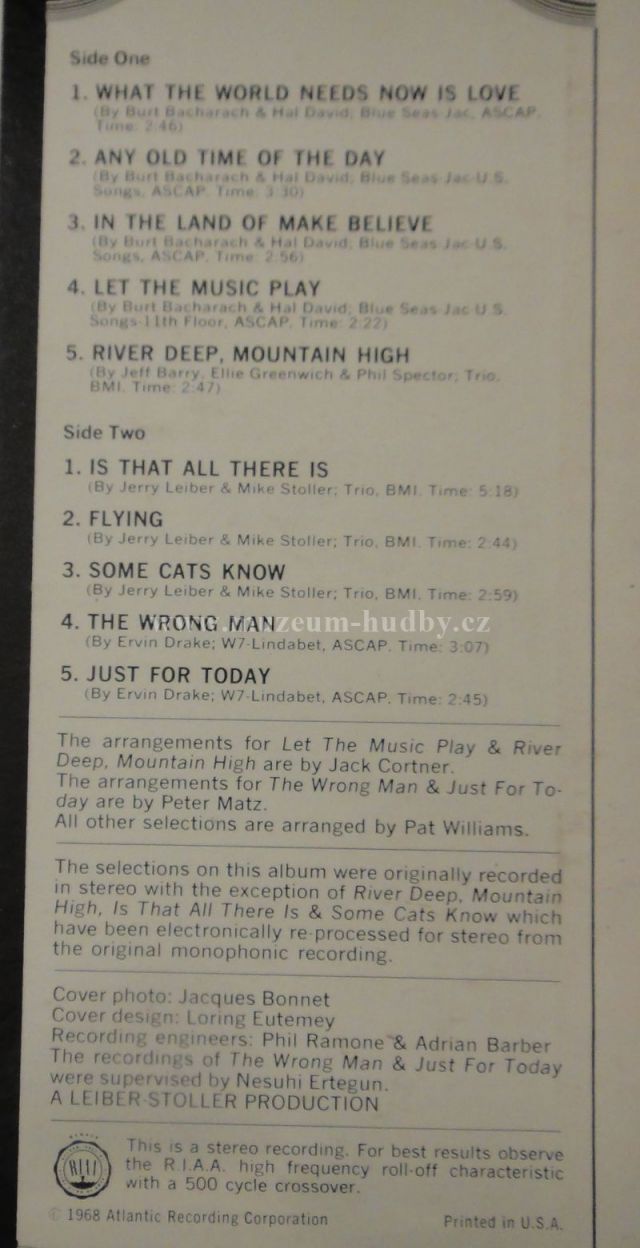 Side One
1. WHAT THE WORLD NEEDS NOW IS LOVE
(By Burt Bacharach & Hal David; Blue Seas Jac, ASCAP.
Time: 2:46)
2. ANY OLD TIME OF THE DAY
(By Burt Bacharach & Hal David; Blue Seas-Jac-U.S.
Songs, ASCAP. Time: 3:30)
3. IN THE LAND OF MAKE BELIEVE
(By Burt Bacharach & Hal David; Blue Seas Jac-U.S.
Songs, ASCAP. Time: 2:56)
4. LET THE MUSIC PLAY
(By Burt Bacharach & Hal David; Blue Seas Jac U.S.
Songs-11th Floor, ASCAP. Time: 2:22)
5. RIVER DEEP, MOUNTAIN HIGH
(By Jeff Barry, Ellie Greenwich & Phil Spector; Trio,
BMI. Time: 2:47)
Side Two
1. IS THAT ALL THERE IS
(By Jerry Leiber & Mike Stoller; Trio, BMI. Time: 5:18)
2. FLYING
(By Jerry Leiber & Mike Stoller; Trio, BMI. Time: 2:44)
3. SOME CATS KNOW
(By Jerry Leiber & Mike Stoller; Trio, BMI. Time: 2:59)
4. THE WRONG MAN
(By Ervin Drake; W7-Lindabet, ASCAP. Time: 3:07)
5. JUST FOR TODAY
(By Ervin Drake; W7-Lindabet, ASCAP. Time: 2:45)
The arrangements for Let The Music Play & River
Deep, Mountain High are by Jack Cortner.
The arrangements for The Wrong Man & Just For To-
day are by Peter Matz.
All other selections are arranged by Pat Williams.
The selections on this album were originally recorded
in stereo with the exception of River Deep, Mountain
High, Is That All There Is & Some Cats Know which
have been electronically re-processed for stereo from
the original monophonic recording.
Cover photo: Jacques Bonnet
Cover design: Loring Eutemey
Recording engineers: Phil Ramone & Adrian Barber
The recordings of The Wrong Man & Just For Today
were supervised by Nesuhi Ertegun.
A LEIBER-STOLLER PRODUCTION
RIAA
This is a stereo recording. For best results observe
the R.I.A.A. high frequency roll-off characteristic
with a 500 cycle crossover.
© 1968 Atlantic Recording Corporation
Printed in U.S.A.
muzeum-hudby.cz